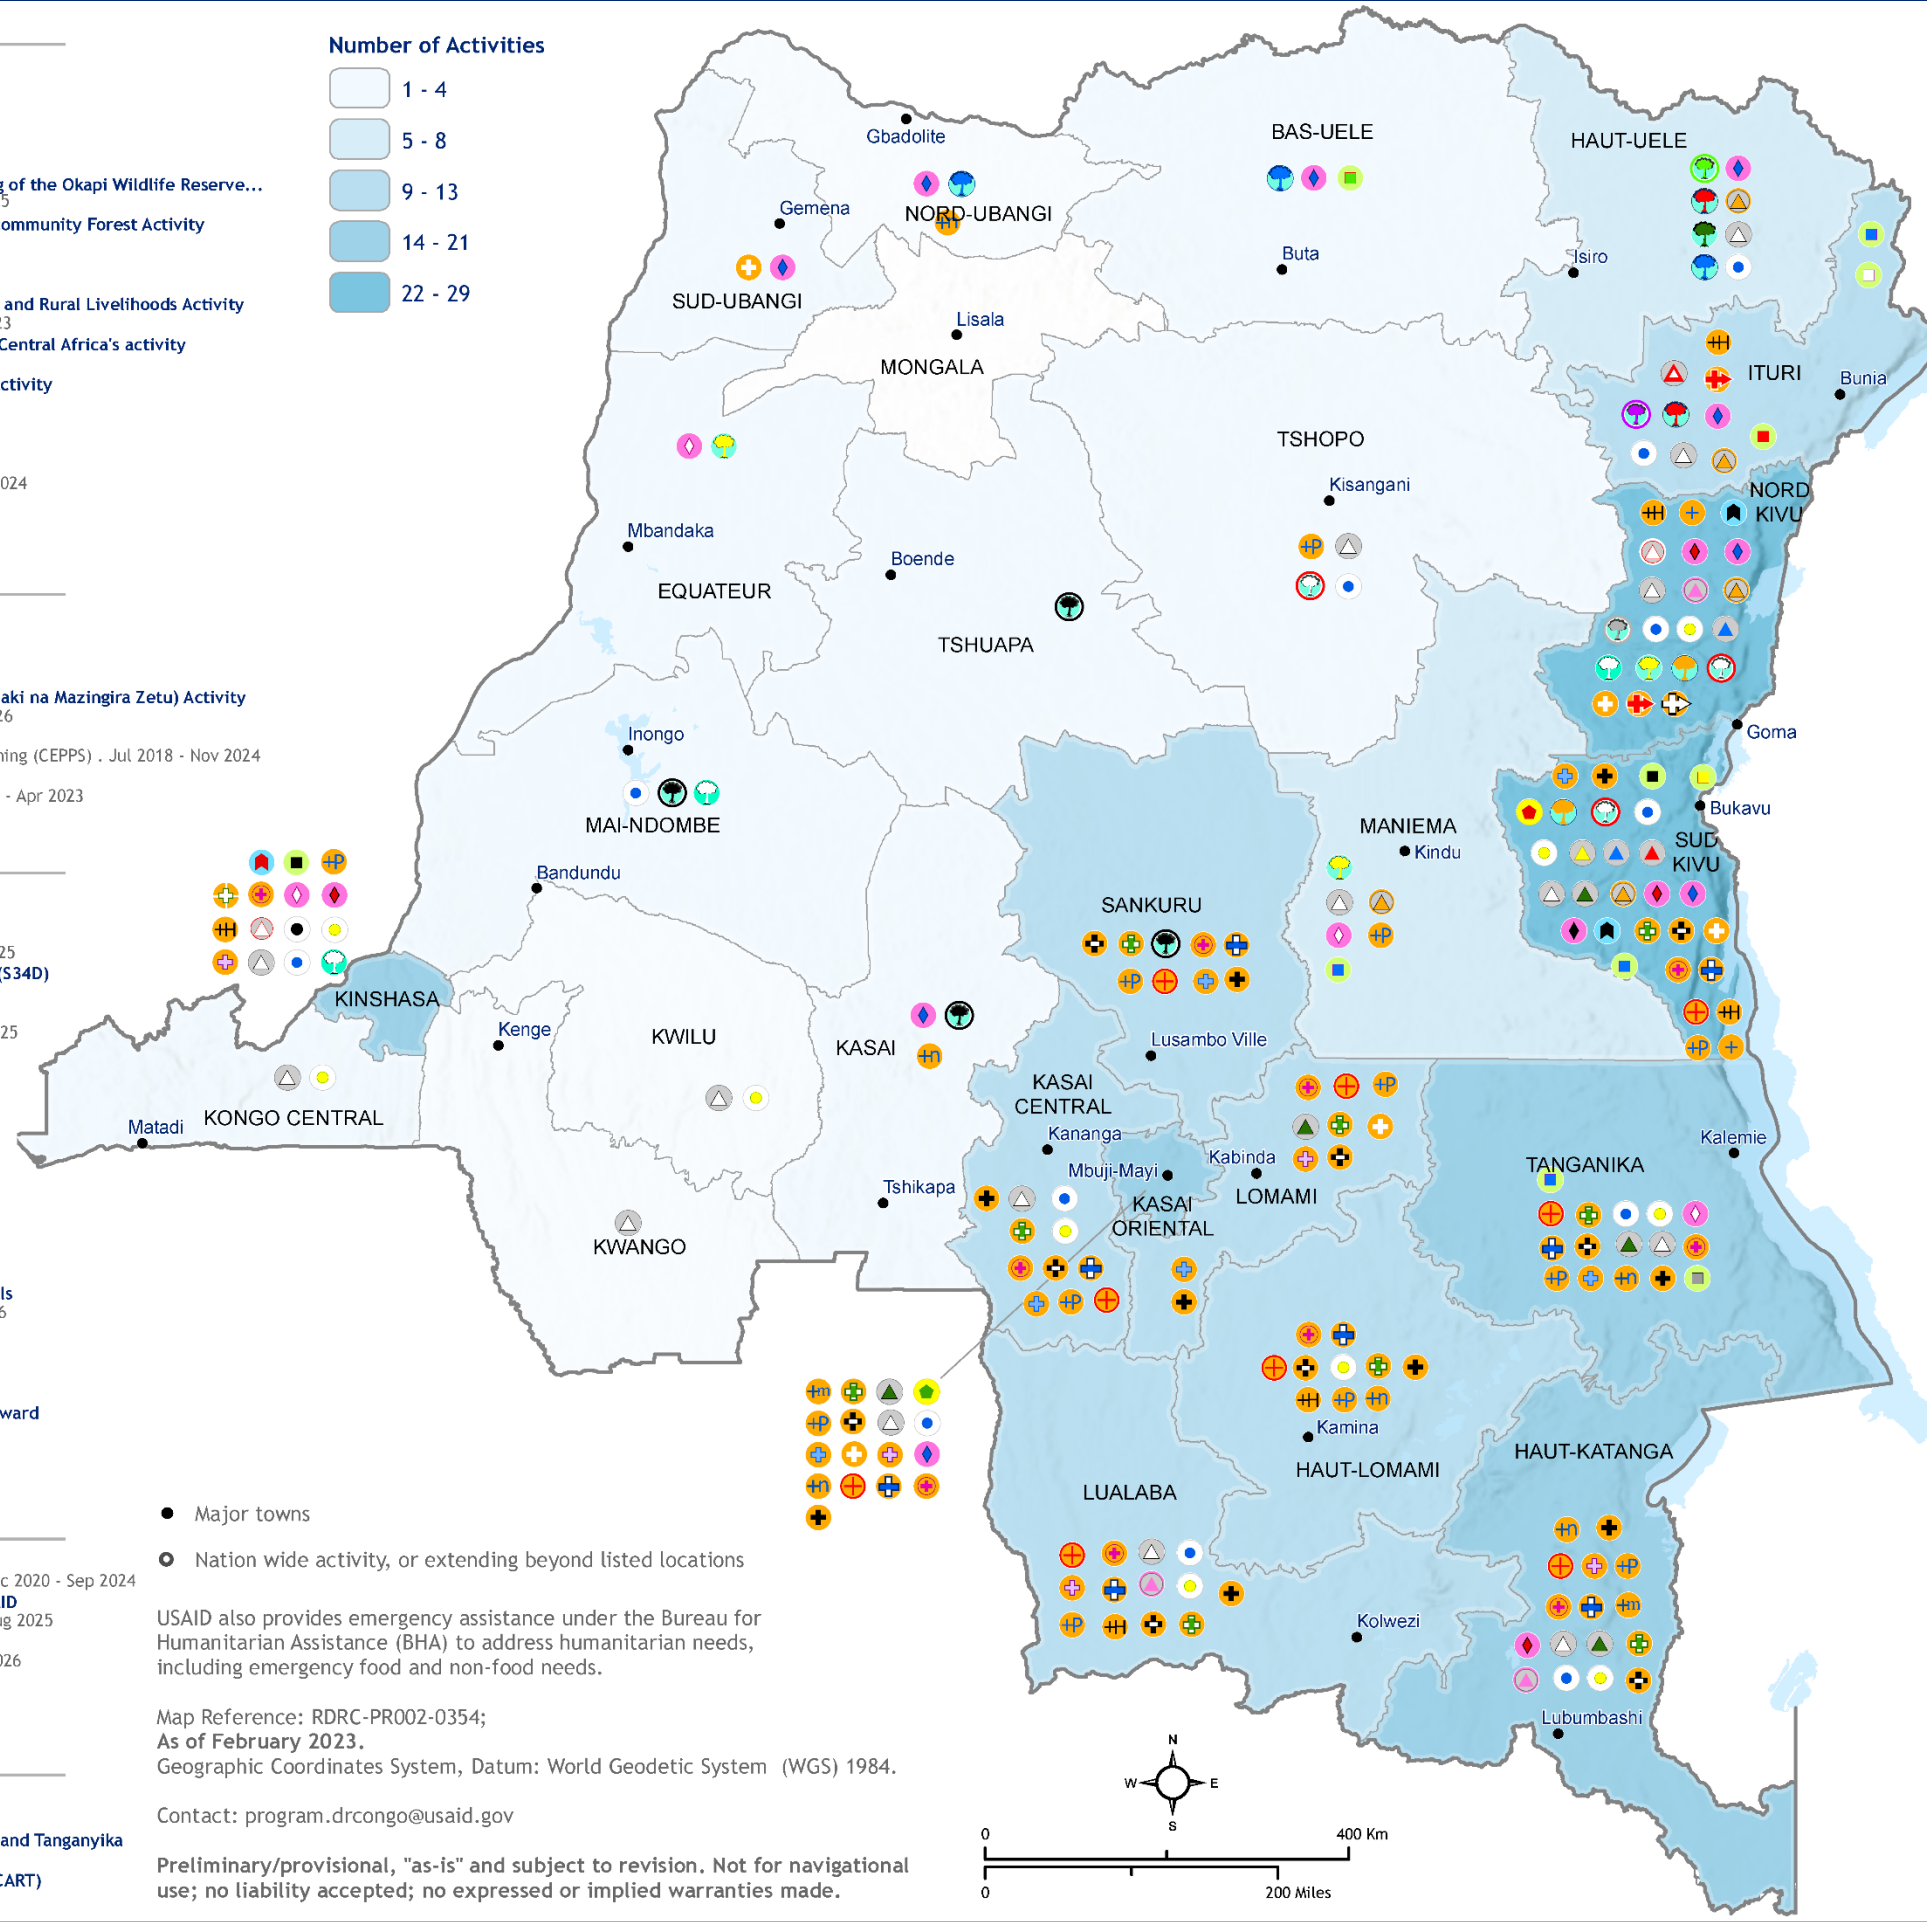 Number of Activities
1 - 4
5 - 8
9 - 13
14 - 21
22 - 29
g of the Okapi Wildlife Reserve...
5
ommunity Forest Activity
and Rural Livelihoods Activity
23
Central Africa's activity
ctivity
024
aki na Mazingira Zetu) Activity
26
ning (CEPPS) . Jul 2018 - Nov 2024
- Apr 2023
25
(S34D)
25
ls
6
ward
c 2020 - Sep 2024
ID
ug 2025
026
and Tanganyika
CART)
Gbadolite
NORD-UBANGI
Gemena
SUD-UBANGI
BAS-UELE
Buta
HAUT-UELE
Isiro
Lisala
MONGALA
ITURI
Bunia
TSHOPO
Kisangani
NORD
KIVU
Mbandaka
EQUATEUR
Boende
TSHUAPA
Goma
Inongo
MAI-NDOMBE
Bukavu
SUD
KIVU
MANIEMA
Kindu
Bandundu
SANKURU
Lusambo Ville
KINSHASA
Kenge
KWILU
KASAI
KASAI
CENTRAL
Kananga
KONGO CENTRAL
Matadi
Mbuji-Mayi
Kabinda
LOMAMI
KASAI
ORIENTAL
Kalemie
TANGANIKA
Tshikapa
KWANGO
Kamina
HAUT-LOMAMI
HAUT-KATANGA
LUALABA
Kolwezi
Lubumbashi
+n
+H
+H
+P
+P
+H
+P
+P
+H
+P
+n
+P
+P
+P
+n
+H
+P
+n
+m
+P
+n
+P
+H
+n
+P
+m
Major towns
Nation wide activity, or extending beyond listed locations
USAID also provides emergency assistance under the Bureau for
Humanitarian Assistance (BHA) to address humanitarian needs,
including emergency food and non-food needs.
Map Reference: RDRC-PR002-0354;
As of February 2023.
Geographic Coordinates System, Datum: World Geodetic System (WGS) 1984.
Contact: program.drcongo@usaid.gov
Preliminary/provisional, "as-is" and subject to revision. Not for navigational
use; no liability accepted; no expressed or implied warranties made.
N
W E
S
0 400 Km
0 200 Miles